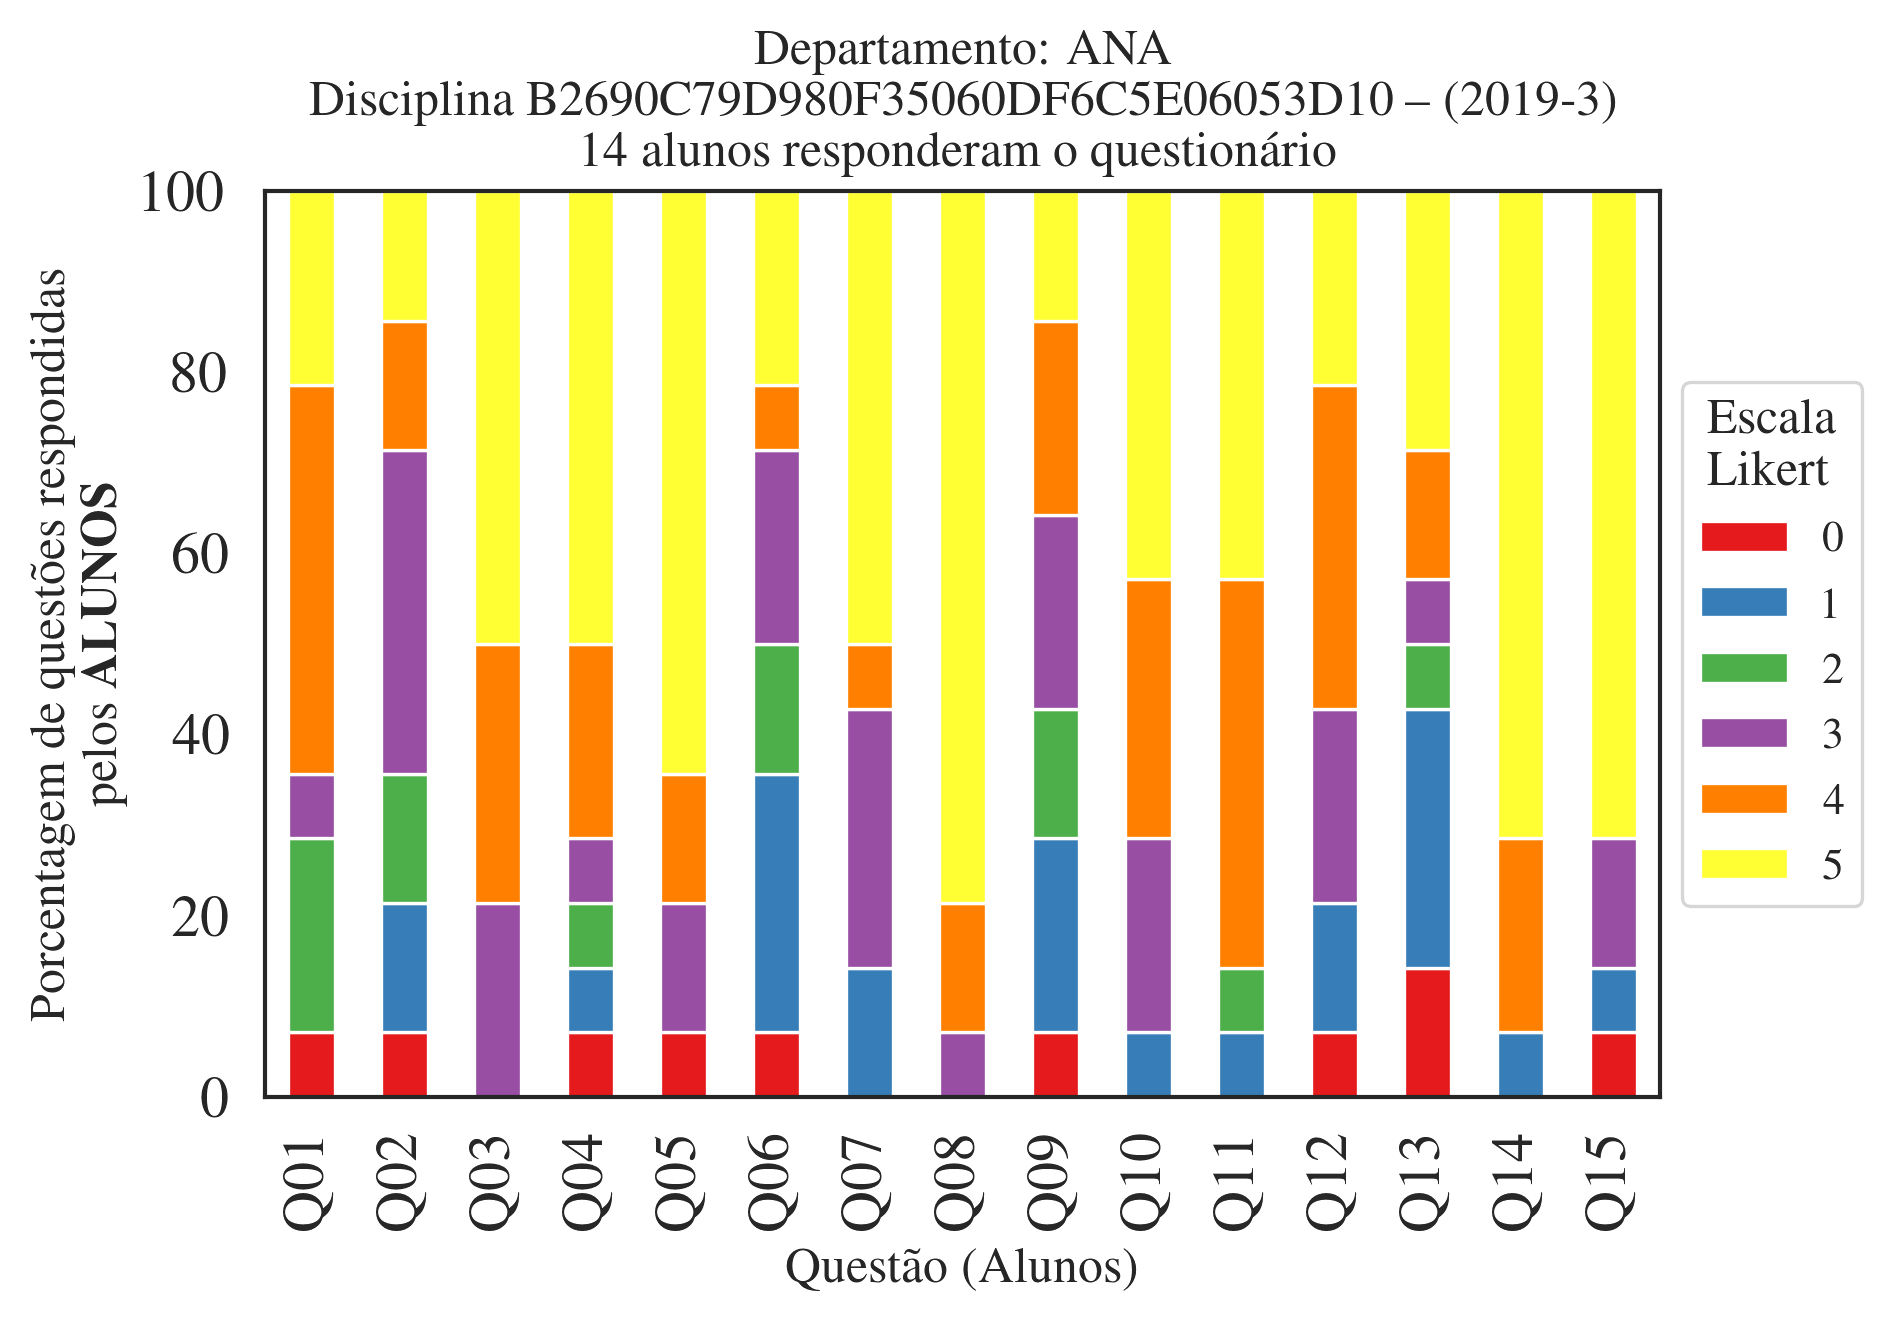 Departamento: ANA
Disciplina B2690C79D980F35060DF6C5E06053D10 – (2019-3)
14 alunos responderam o questionário
100
80
60
40
20
0
Porcentagem de questões respondidas
pelos ALUNOS
Q01
Q02
Q03
Q04
Q05
Q06
Q07
Q08
Q09
Q10
Q11
Q12
Q13
Q14
Q15
Questão (Alunos)
Escala
Likert
0
1
2
3
4
5